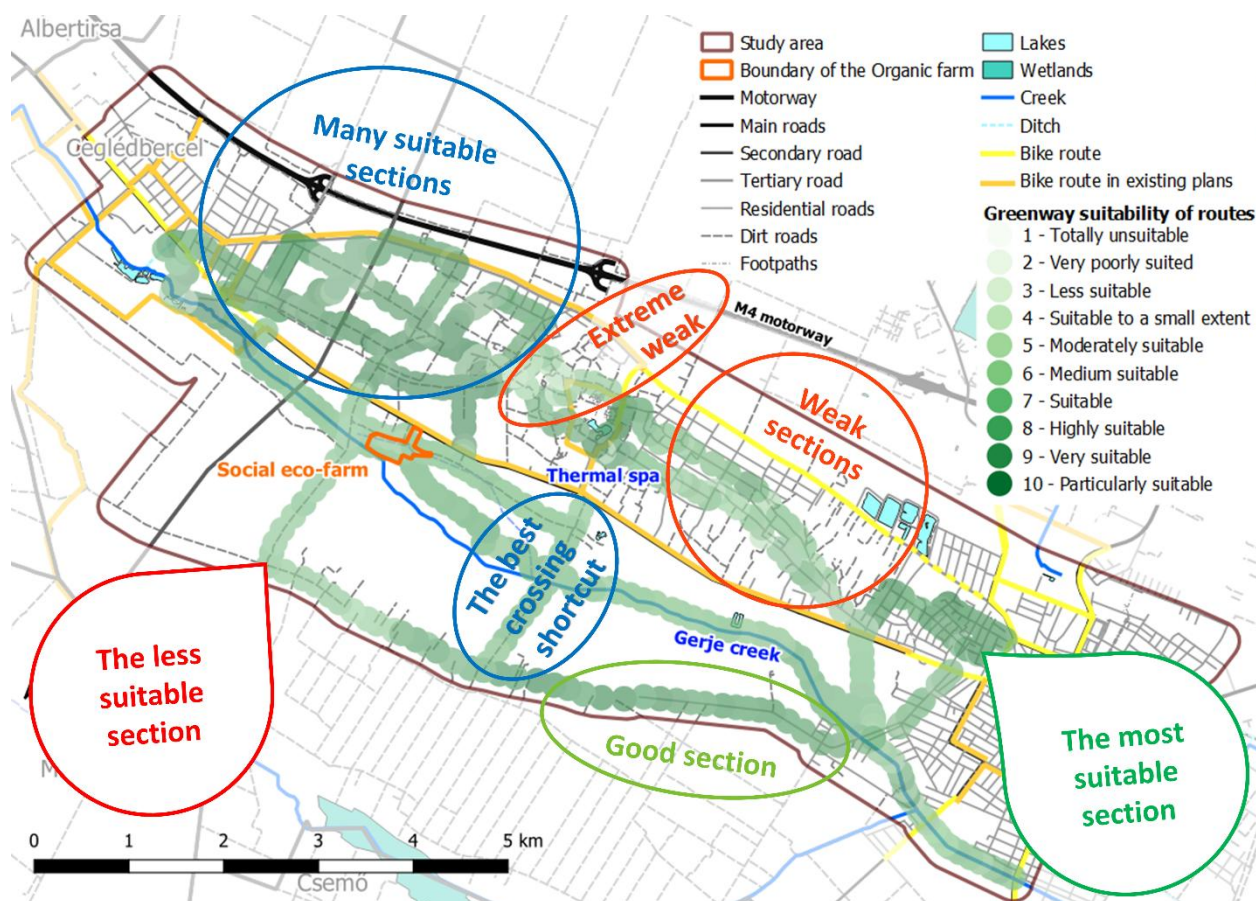 Albertirsa
Ceglédbercel
Many suitable
sections
Extreme
weak
M4 motorway
Weak
sections
Social eco-farm
Thermal spa
The best
crossing
shortcut
Gerje creek
Good section
The less
suitable
section
The most
suitable
section
0 1 2 3 4 5 km
Csemő
Study area
Boundary of the Organic farm
Motorway
Main roads
Secondary road
Tertiary road
Residential roads
Dirt roads
Footpaths
Lakes
Wetlands
Creek
Ditch
Bike route
Bike route in existing plans
Greenway suitability of routes
1 - Totally unsuitable
2 - Very poorly suited
3 - Less suitable
4 - Suitable to a small extent
5 - Moderately suitable
6 - Medium suitable
7 - Suitable
8 - Highly suitable
9 - Very suitable
10 - Particularly suitable